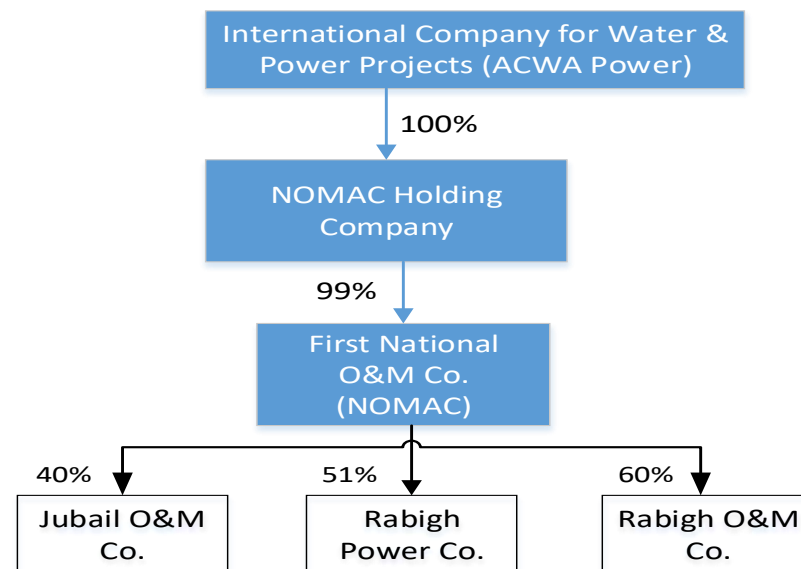 International Company for Water &
Power Projects (ACWA Power)
100%
NOMAC Holding
Company
99%
First National
O&M Co.
(NOMAC)
40%
51%
60%
Jubail O&M
Co.
Rabigh
Power Co.
Rabigh O&M
Co.